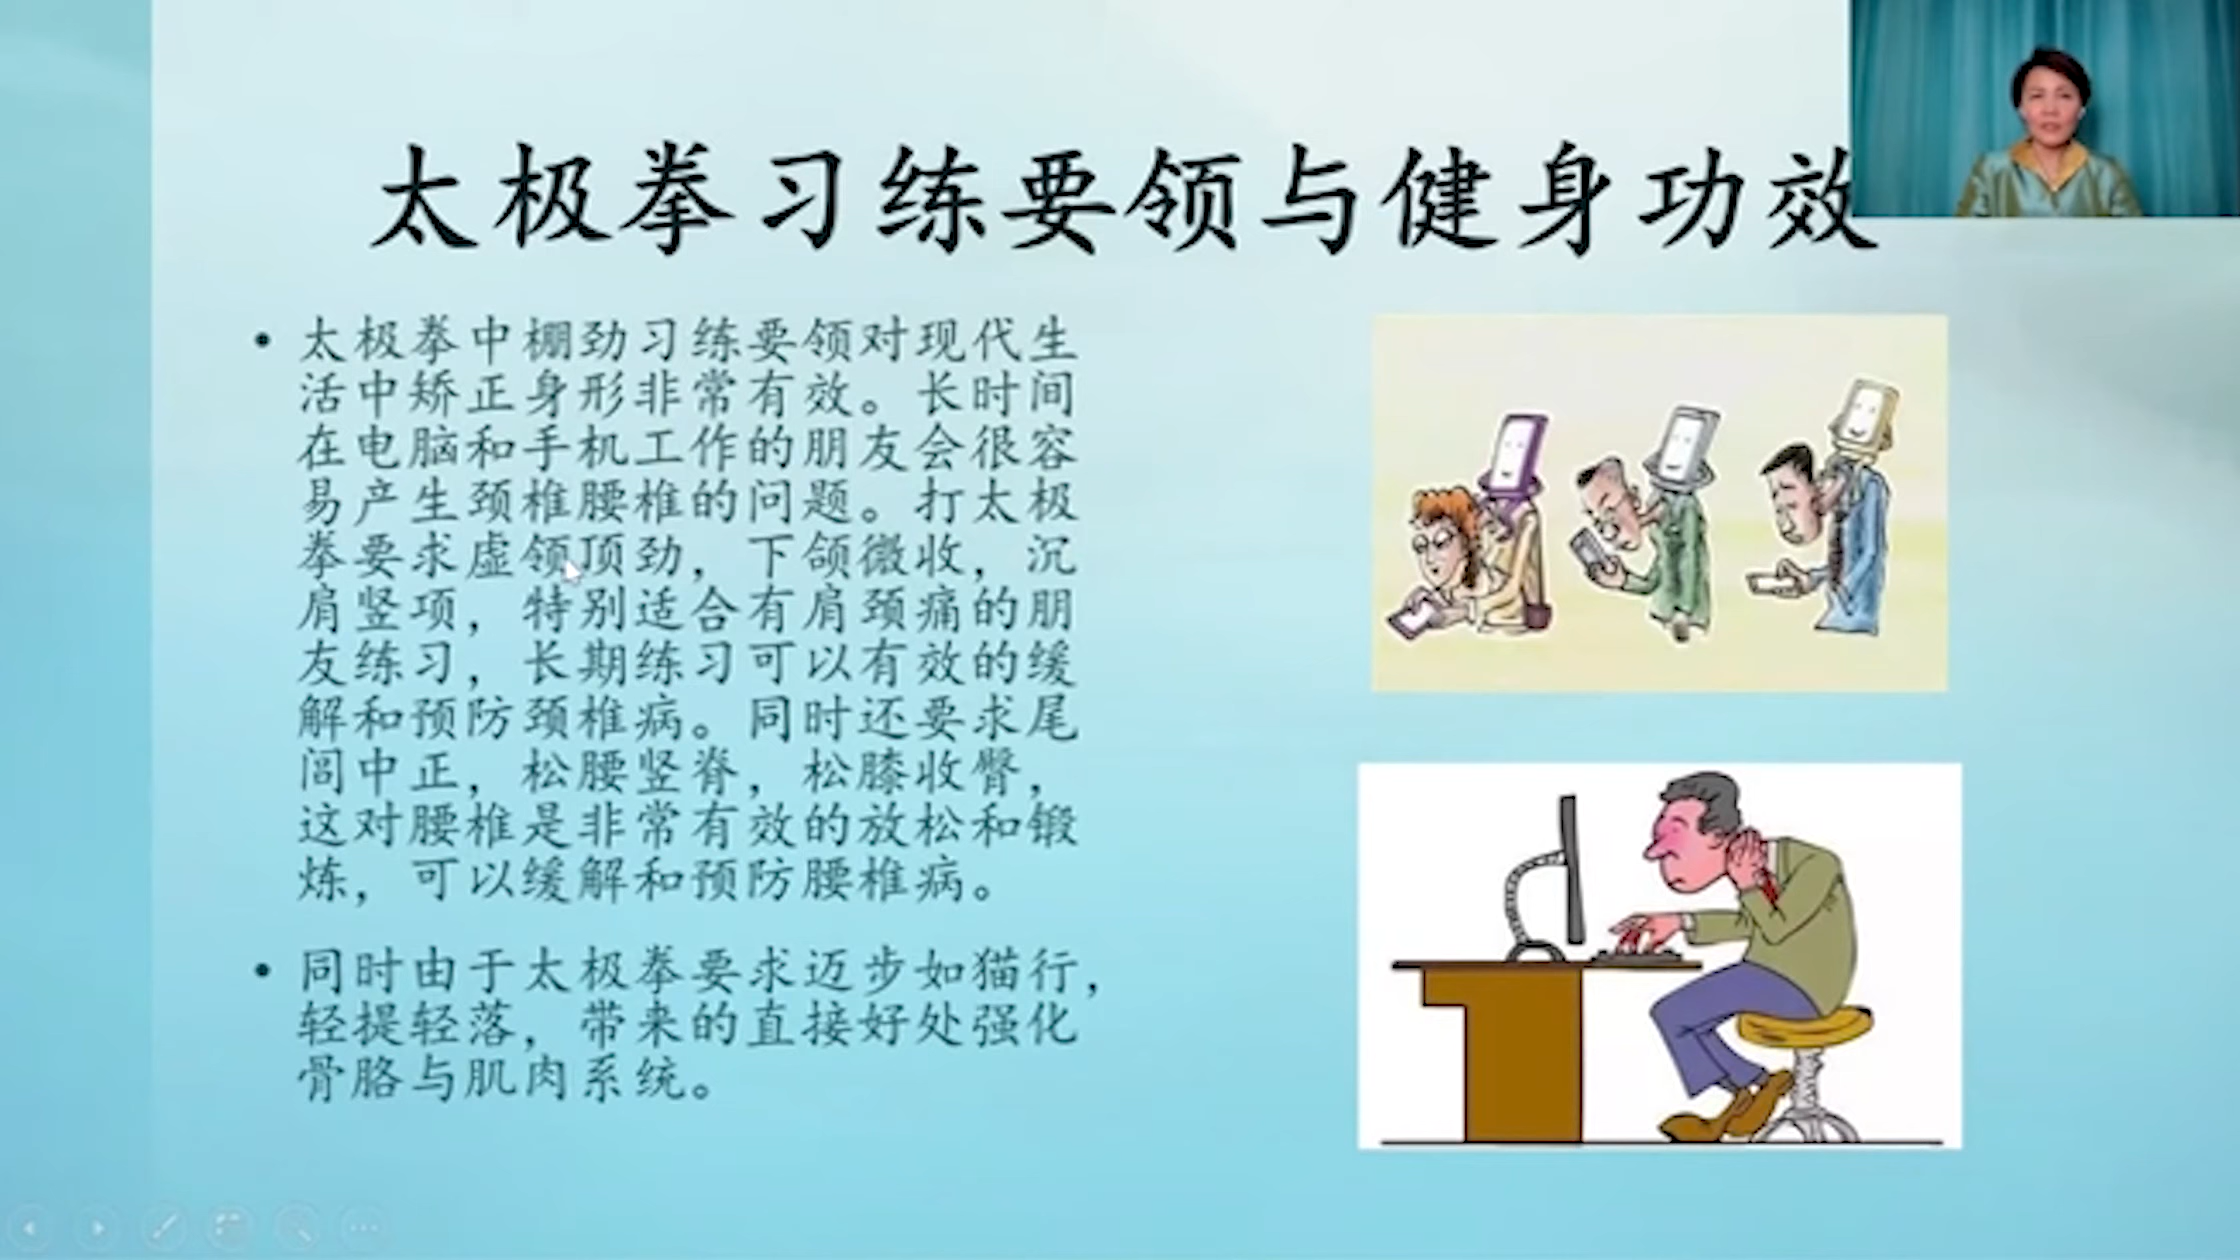 太极拳习练要领与健身功效
• 太极拳中棚劲习练要领对现代生
活中矫正身形非常有效。长时间
在电脑和手机工作的朋友会很容
易产生颈椎腰椎的问题。打太极
拳要求虚领顶劲，下颌微收，沉
肩竖项，特别适合有肩颈痛的朋
友练习，长期练习可以有效的缓
解和预防颈椎病。同时还要求尾
闾中正，松腰竖脊，松膝收臀，
这对腰椎是非常有效的放松和锻
炼，可以缓解和预防腰椎病。
• 同时由于太极拳要求迈步如猫行，
轻提轻落，带来的直接好处强化
骨胳与肌肉系统。